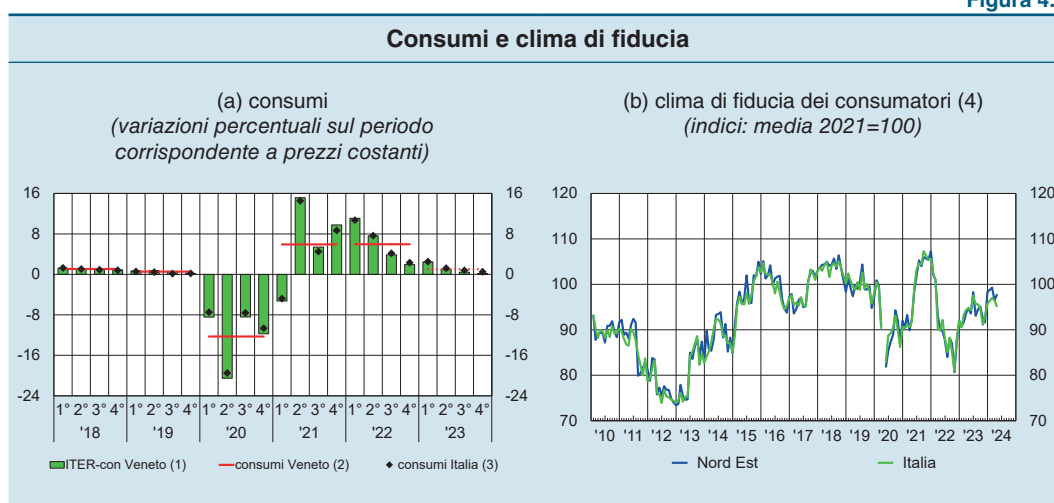 Figura 4.
Consumi e clima di fiducia
(a) consumi
(variazioni percentuali sul periodo
corrispondente a prezzi costanti)
(b) clima di fiducia dei consumatori (4)
(indici: media 2021=100)
16 16 120 120
8 8 110 110
0 0 100 100
-8 -8 90 90
-16 -16 80 80
-24 -24 70 70
1° 2° 3° 4° 1° 2° 3° 4° 1° 2° 3° 4° 1° 2° 3° 4° 1° 2° 3° 4° 1° 2° 3° 4°
'18 '19 '20 '21 '22 '23
'10 '11 '12 '13 '14 '15 '16 '17 '18 '19 '20 '21 '22 '23 '24
ITER-con Veneto (1) consumi Veneto (2) consumi Italia (3)
Nord Est Italia